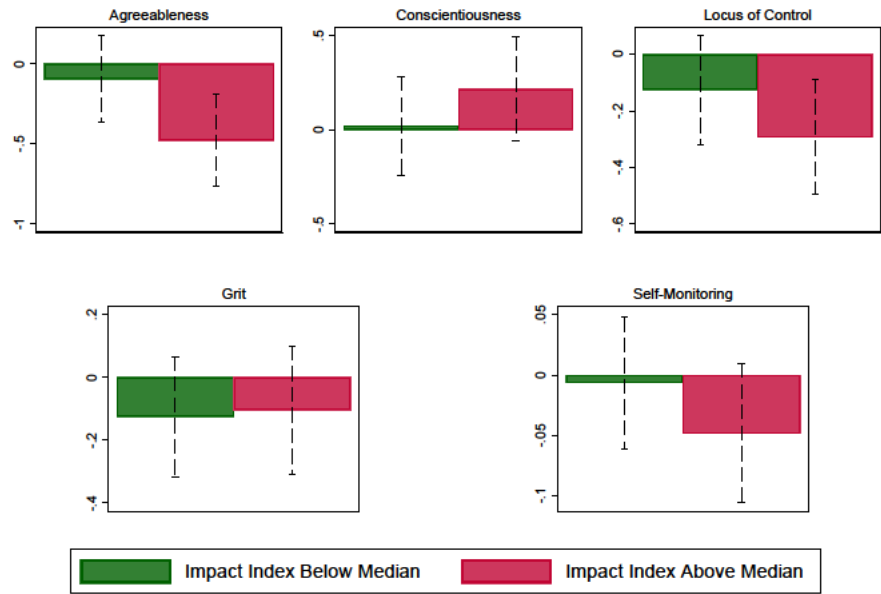 Agreeableness
0
-.5
-1
Conscientiousness
.5
0
-.5
Locus of Control
0
-.2
-.4
-.6
Grit
.2
0
-.2
-.4
Self-Monitoring
.05
0
-.05
-.1
Impact Index Below Median
Impact Index Above Median